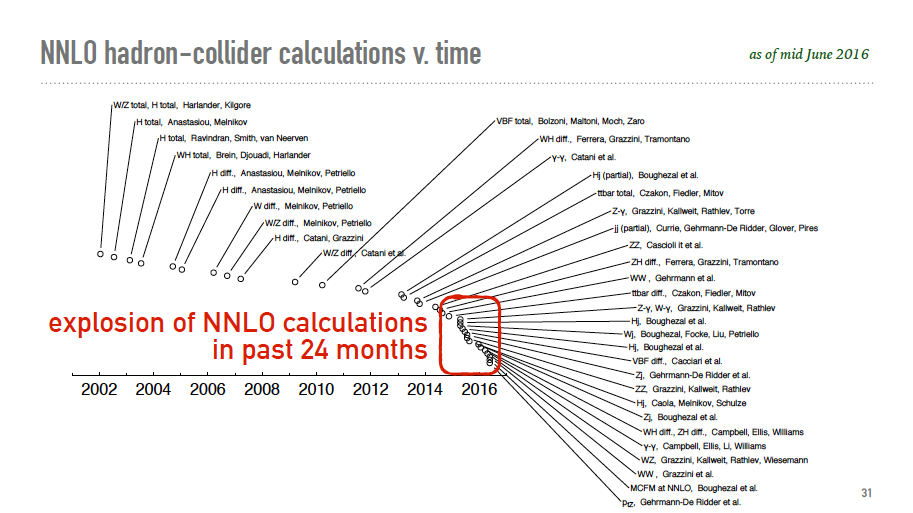 NNLO hadron-collider calculations v. time
as of mid June 2016
W/Z total, H total, Harlander, Kilgore
H total, Anastasiou, Melnikov
H total, Ravindran, Smith, van Neerven
WH total, Brein, Djouadi, Harlander
H diff., Anastasiou, Melnikov, Petriello
H diff., Anastasiou, Melnikov, Petriello
W diff., Melnikov, Petriello
W/Z diff., Melnikov, Petriello
H diff., Catani, Grazzini
W/Z diff., Catani et al.
VBF total, Bolzoni, Maltoni, Moch, Zaro
WH diff., Ferrera, Grazzini, Tramontano
γ-γ, Catani et al.
Hj (partial), Boughezal et al.
ttbar total, Czakon, Fiedler, Mitov
Z-γ, Grazzini, Kallweit, Rathlev, Torre
jj (partial), Currie, Gehrmann-De Ridder, Glover, Pires
ZZ, Cascioli it et al.
ZH diff., Ferrera, Grazzini, Tramontano
WW , Gehrmann et al.
ttbar diff., Czakon, Fiedler, Mitov
Z-γ, W-γ, Grazzini, Kallweit, Rathlev
Hj, Boughezal et al.
Wj, Boughezal, Focke, Liu, Petriello
Hj, Boughezal et al.
VBF diff., Cacciari et al.
Zj, Gehrmann-De Ridder et al.
ZZ, Grazzini, Kallweit, Rathlev
Hj, Caola, Melnikov, Schulze
Zj, Boughezal et al.
WH diff., ZH diff., Campbell, Ellis, Williams
γ-γ, Campbell, Ellis, Li, Williams
WZ, Grazzini, Kallweit, Rathlev, Wiesemann
WW , Grazzini et al.
MCFM at NNLO, Boughezal et al.
ptz, Gehrmann-De Ridder et al.
explosion of NNLO calculations
in past 24 months
2002 2004 2006 2008 2010 2012 2014 2016
31